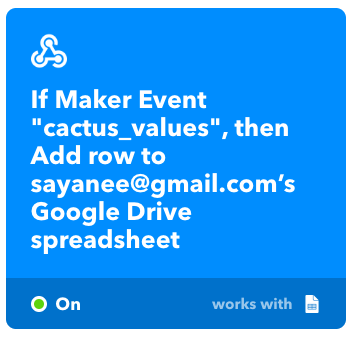 If Maker Event
"cactus_values", then
Add row to
sayanee@gmail.com’s
Google Drive
spreadsheet
On
works with